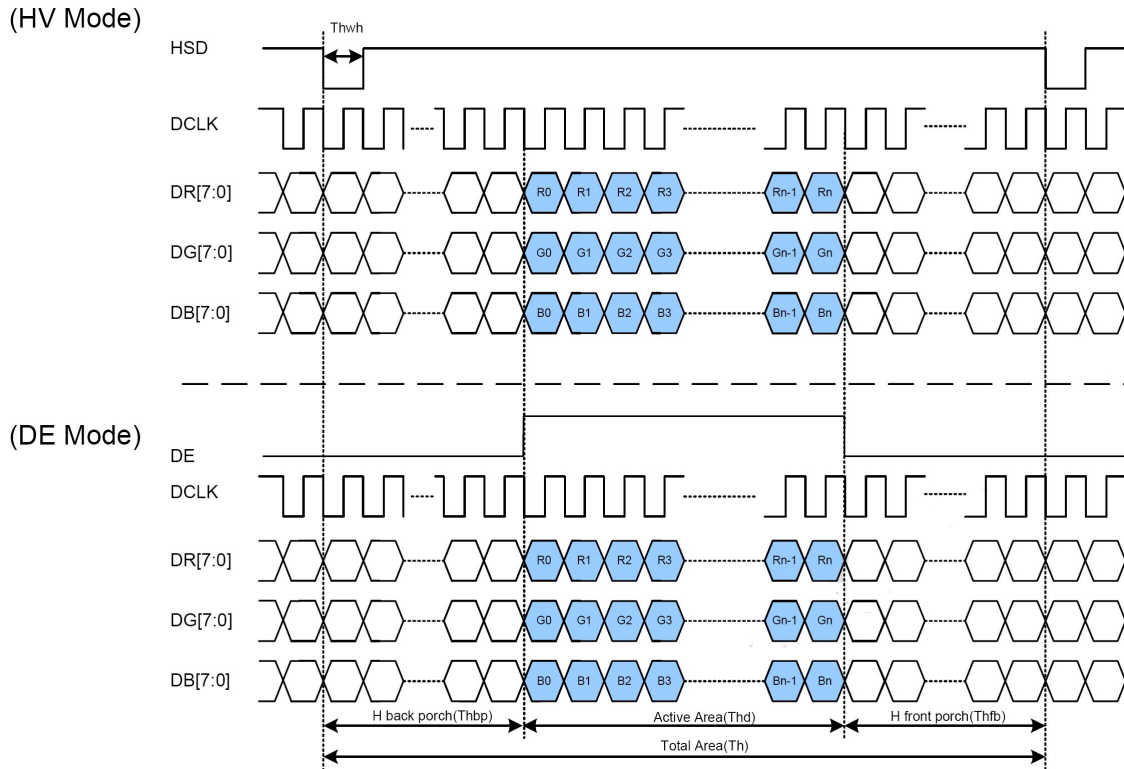 (HV Mode)
Thwh
HSD
DCLK
DR[7:0] R0 R1 R2 R3 Rn-1 Rn
DG[7:0] G0 G1 G2 G3 Gn-1 Gn
DB[7:0] B0 B1 B2 B3 Bn-1 Bn
(DE Mode)
DE
DCLK
DR[7:0] R0 R1 R2 R3 Rn-1 Rn
DG[7:0] G0 G1 G2 G3 Gn-1 Gn
DB[7:0] B0 B1 B2 B3 Bn-1 Bn
H back porch(Thbp) Active Area(Thd) H front porch(Thfb)
Total Area(Th)